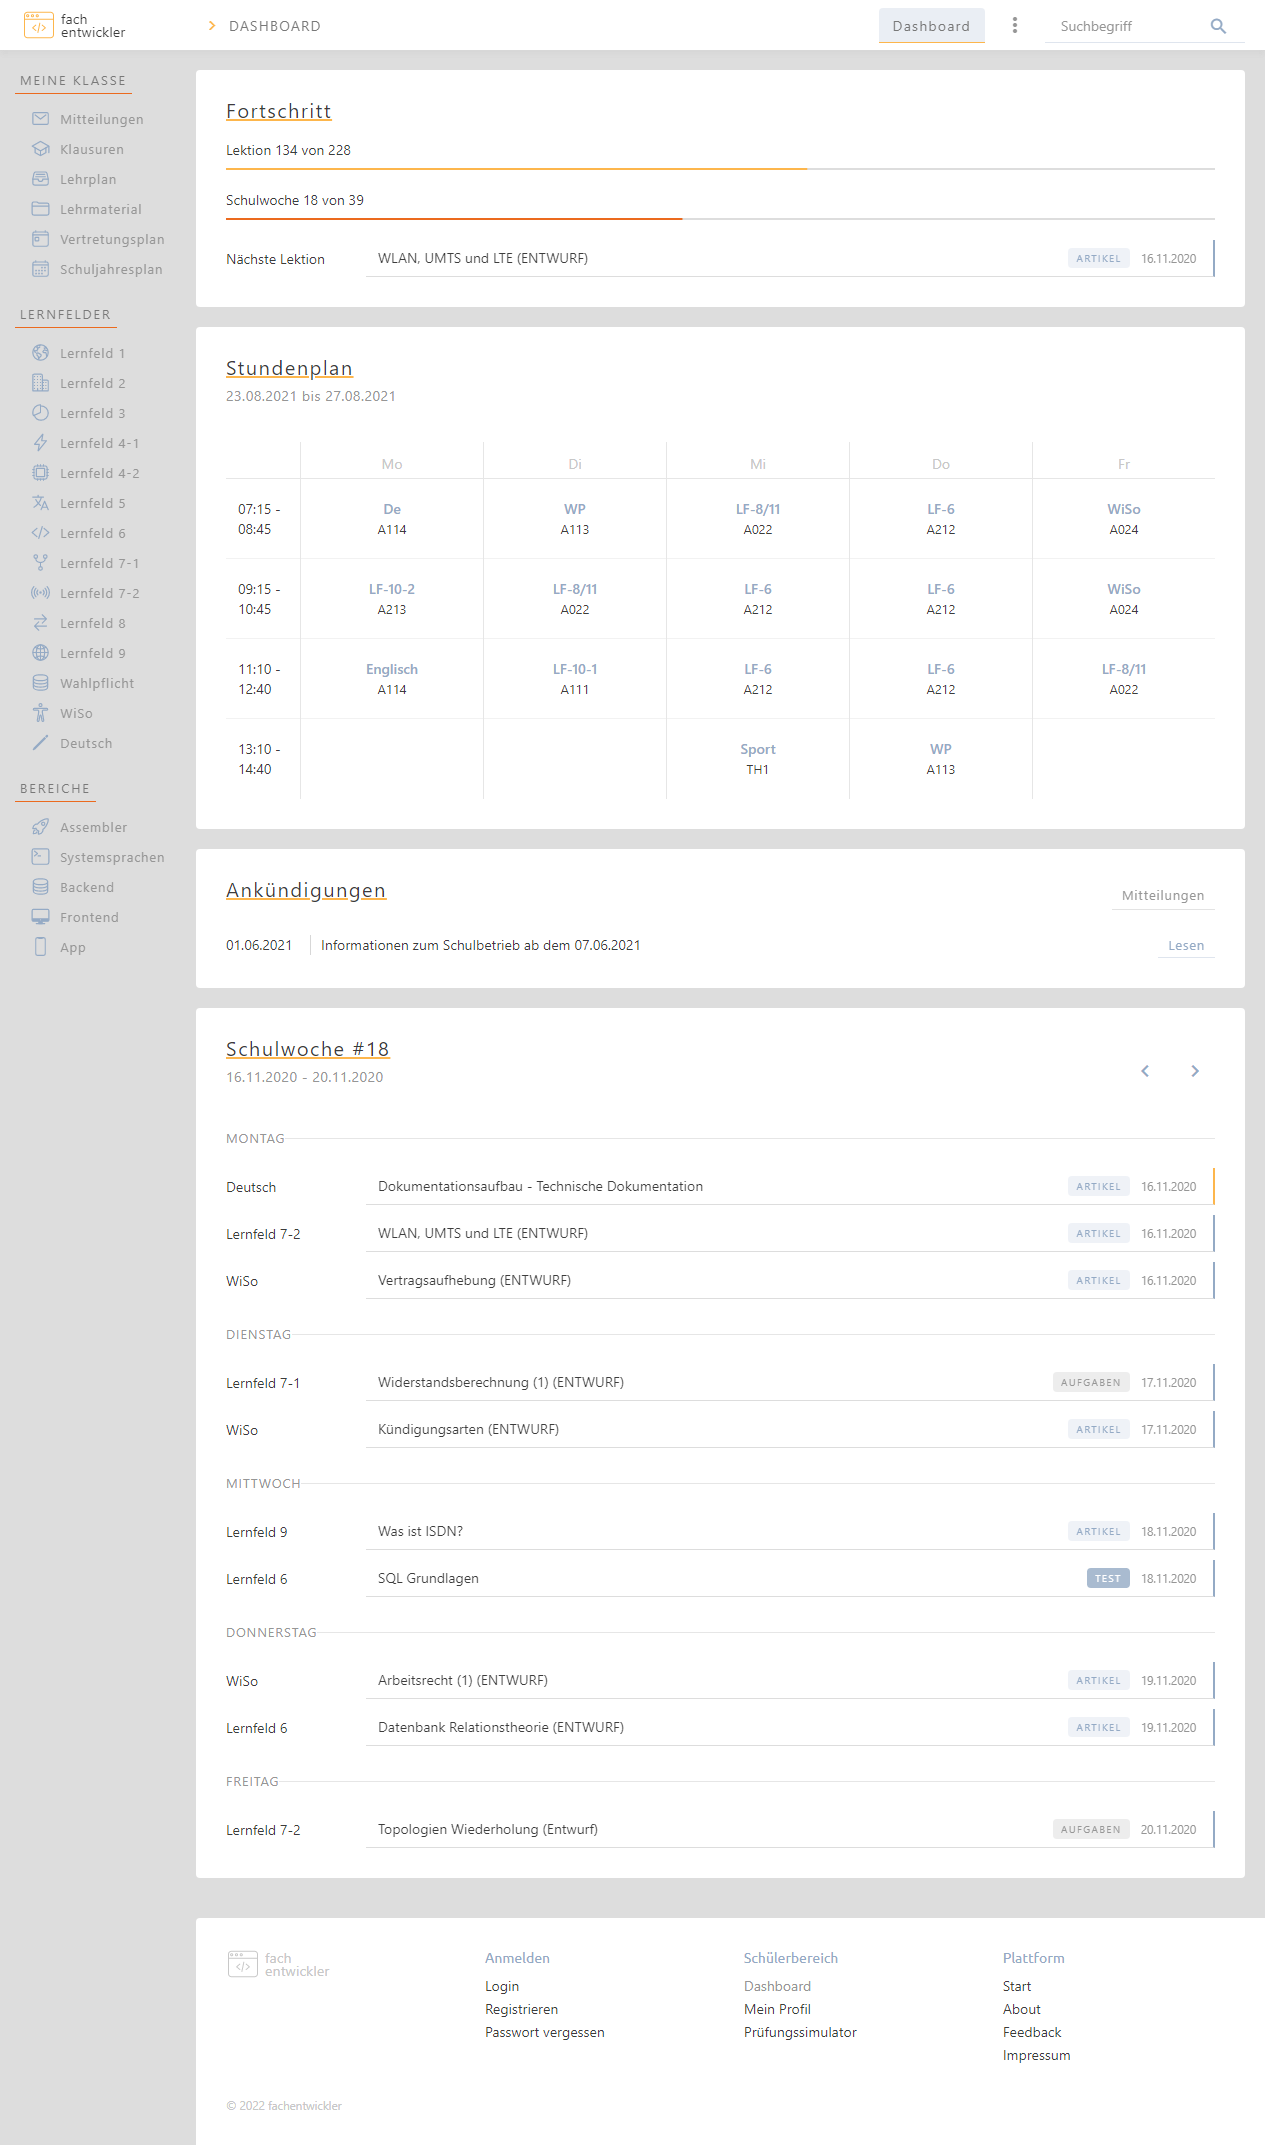 fach
entwickler
DASHBOARD
Dashboard
Suchbegriff
MEINE KLASSE
Mitteilungen
Klausuren
Lehrplan
Lehrmaterial
Vertretungsplan
Schuljahresplan
LERNFELDER
Lernfeld 1
Lernfeld 2
Lernfeld 3
Lernfeld 4-1
Lernfeld 4-2
Lernfeld 5
Lernfeld 6
Lernfeld 7-1
Lernfeld 7-2
Lernfeld 8
Lernfeld 9
Wahlpflicht
WiSo
Deutsch
BEREICHE
Assembler
Systemsprachen
Backend
Frontend
App
Fortschritt
Lektion 134 von 228
Schulwoche 18 von 39
Nächste Lektion WLAN, UMTS und LTE (ENTWURF) ARTIKEL 16.11.2020
Stundenplan
23.08.2021 bis 27.08.2021
Mo Di Mi Do Fr
07:15 - De WP LF-8/11 LF-6 WiSo
08:45 A114 A113 A022 A212 A024
09:15 - LF-10-2 LF-8/11 LF-6 LF-6 WiSo
10:45 A213 A022 A212 A212 A024
11:10 - Englisch LF-10-1 LF-6 LF-6 LF-8/11
12:40 A114 A111 A212 A212 A022
13:10 - Sport WP
14:40 TH1 A113
Ankündigungen
Mitteilungen
01.06.2021 Informationen zum Schulbetrieb ab dem 07.06.2021 Lesen
Schulwoche #18
16.11.2020 - 20.11.2020
MONTAG
Deutsch Dokumentationsaufbau - Technische Dokumentation ARTIKEL 16.11.2020
Lernfeld 7-2 WLAN, UMTS und LTE (ENTWURF) ARTIKEL 16.11.2020
WiSo Vertragsaufhebung (ENTWURF) ARTIKEL 16.11.2020
DIENSTAG
Lernfeld 7-1 Widerstandsberechnung (1) (ENTWURF) AUFGABEN 17.11.2020
WiSo Kündigungsarten (ENTWURF) ARTIKEL 17.11.2020
MITTWOCH
Lernfeld 9 Was ist ISDN? ARTIKEL 18.11.2020
Lernfeld 6 SQL Grundlagen TEST 18.11.2020
DONNERSTAG
WiSo Arbeitsrecht (1) (ENTWURF) ARTIKEL 19.11.2020
Lernfeld 6 Datenbank Relationstheorie (ENTWURF) ARTIKEL 19.11.2020
FREITAG
Lernfeld 7-2 Topologien Wiederholung (Entwurf) AUFGABEN 20.11.2020
fach
entwickler
Anmelden
Login
Registrieren
Passwort vergessen
Schülerbereich
Dashboard
Mein Profil
Prüfungssimulator
Plattform
Start
About
Feedback
Impressum
© 2022 fachentwickler